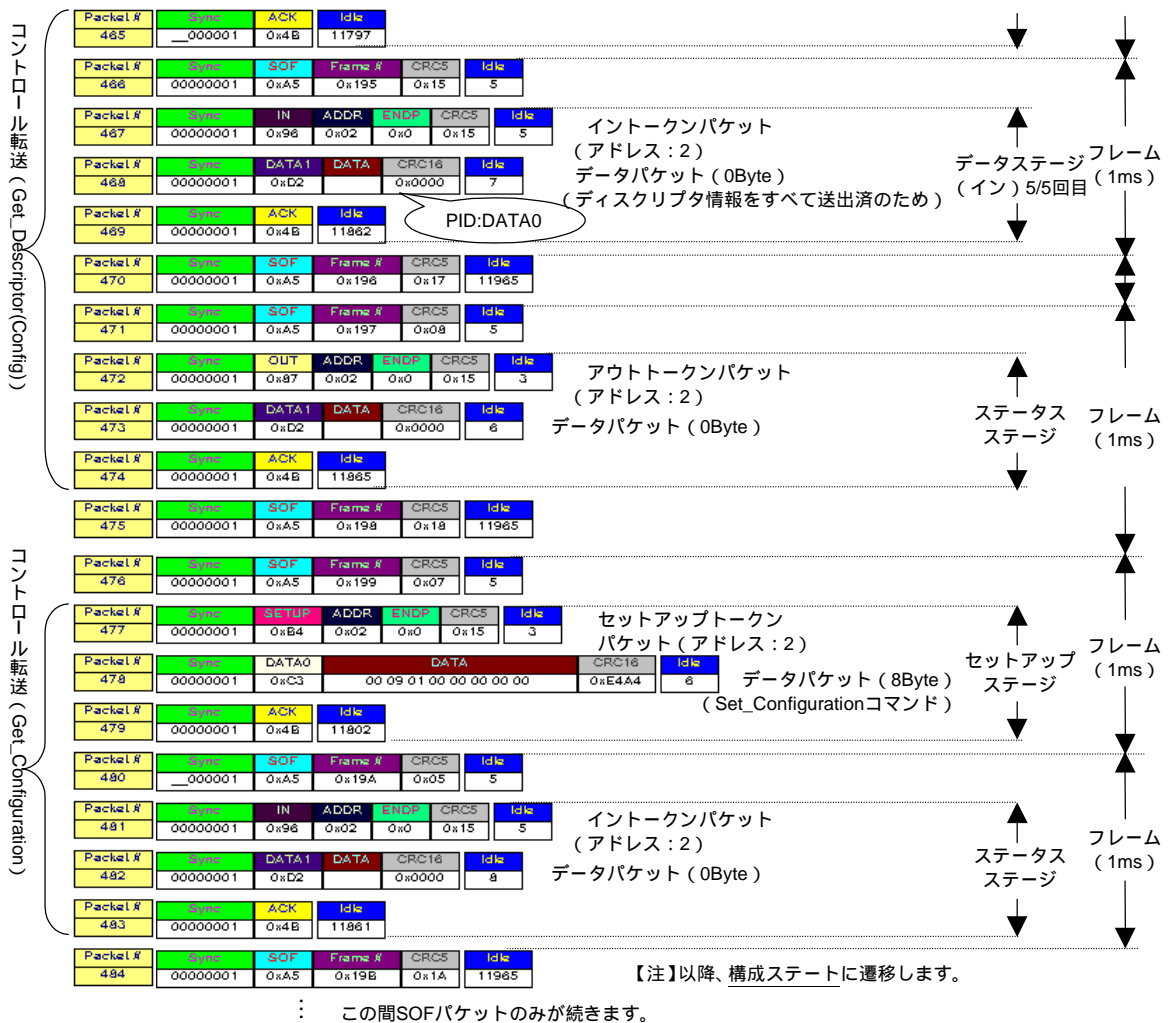 コントロール転送（Get_Descriptor(Config)）
Packet # Sync ACK Idle
465 __000001 0x4B 11797
Packet # Sync SOF Frame # CRC5 Idle
466 00000001 0xA5 0x195 0x15 5
Packet # Sync IN ADDR ENDP CRC5 Idle
467 00000001 0x96 0x02 0x0 0x15 5
イントークンパケット
（アドレス：2）
Packet # Sync DATA1 DATA CRC16 Idle
468 00000001 0xD2 0x0000 7
データパケット（0Byte）
（ディスクリプタ情報をすべて送出済のため）
PID:DATA0
Packet # Sync ACK Idle
469 00000001 0x4B 11862
データステージ
（イン）5/5回目
フレーム
（1ms）
Packet # Sync SOF Frame # CRC5 Idle
470 00000001 0xA5 0x196 0x17 11965
Packet # Sync SOF Frame # CRC5 Idle
471 00000001 0xA5 0x197 0x08 5
Packet # Sync OUT ADDR ENDP CRC5 Idle
472 00000001 0x87 0x02 0x0 0x15 3
アウトトークンパケット
（アドレス：2）
Packet # Sync DATA1 DATA CRC16 Idle
473 00000001 0xD2 0x0000 6
データパケット（0Byte）
Packet # Sync ACK Idle
474 00000001 0x4B 11865
ステータス
ステージ
フレーム
（1ms）
Packet # Sync SOF Frame # CRC5 Idle
475 00000001 0xA5 0x198 0x18 11965
コントロール転送（Get_Configuration）
Packet # Sync SOF Frame # CRC5 Idle
476 00000001 0xA5 0x199 0x07 5
Packet # Sync SETUP ADDR ENDP CRC5 Idle
477 00000001 0xB4 0x02 0x0 0x15 3
セットアップトークン
パケット（アドレス：2）
Packet # Sync DATA0 DATA CRC16 Idle
478 00000001 0xC3 00 09 01 00 00 00 00 00 0xE4A4 6
データパケット（8Byte）
（Set_Configurationコマンド）
Packet # Sync ACK Idle
479 00000001 0x4B 11802
セットアップ
ステージ
フレーム
（1ms）
Packet # Sync SOF Frame # CRC5 Idle
480 __000001 0xA5 0x19A 0x05 5
Packet # Sync IN ADDR ENDP CRC5 Idle
481 00000001 0x96 0x02 0x0 0x15 5
イントークンパケット
（アドレス：2）
Packet # Sync DATA1 DATA CRC16 Idle
482 00000001 0xD2 0x0000 8
データパケット（0Byte）
Packet # Sync ACK Idle
483 00000001 0x4B 11861
ステータス
ステージ
フレーム
（1ms）
Packet # Sync SOF Frame # CRC5 Idle
484 00000001 0xA5 0x19B 0x1A 11965
【注】以降、構成ステートに遷移します。
⋮ この間SOFパケットのみが続きます。